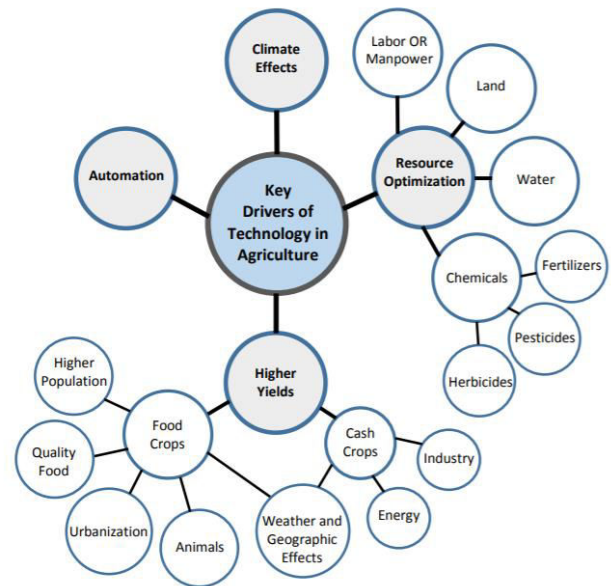 Climate
Effects
Labor OR
Manpower
Land
Automation
Resource
Optimization
Water
Key
Drivers of
Technology in
Agriculture
Chemicals
Fertilizers
Pesticides
Herbicides
Higher
Yields
Higher
Population
Food
Crops
Cash
Crops
Quality
Food
Industry
Urbanization
Animals
Weather and
Geographic
Effects
Energy